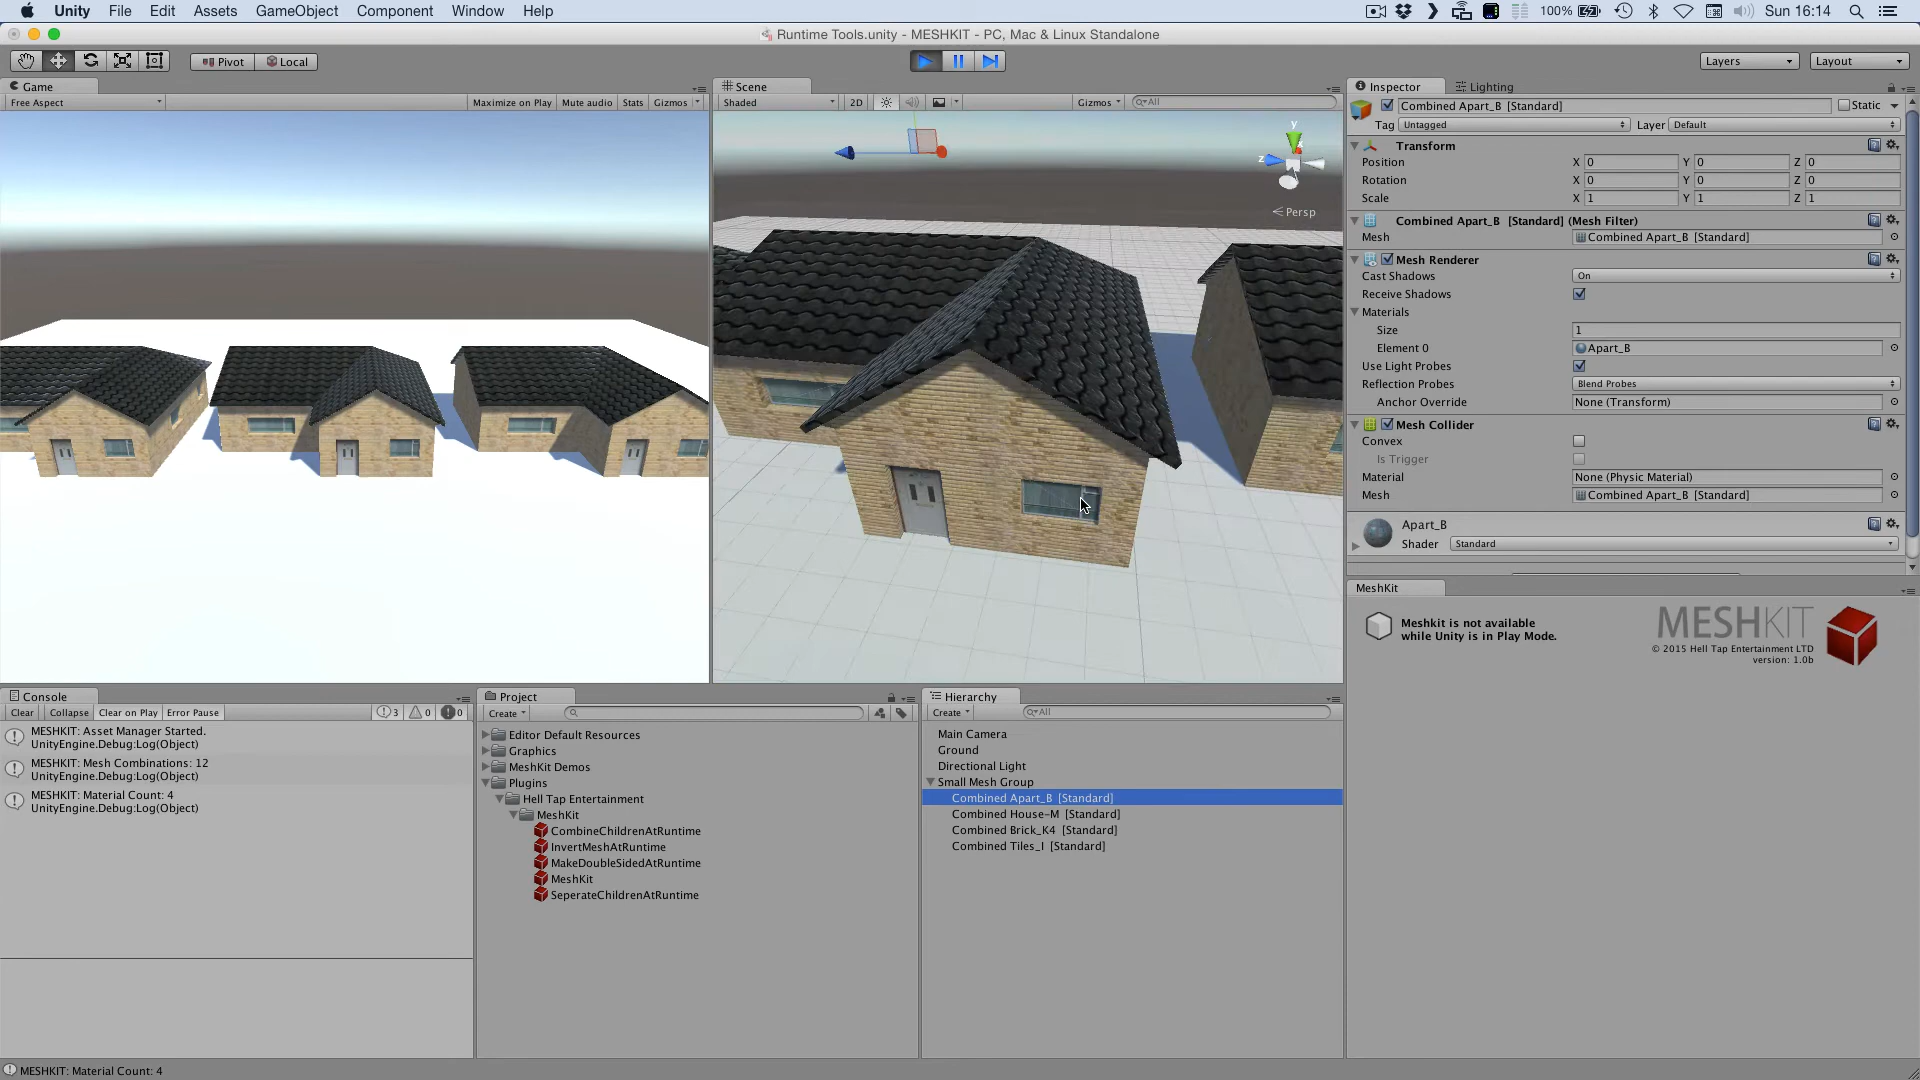 Unity File Edit Assets GameObject Component Window Help
100% Sun 16:14
Runtime Tools.unity - MESHKIT - PC, Mac & Linux Standalone
Pivot Local
Layers Layout
Game
Free Aspect Maximize on Play Mute audio Stats Gizmos
Scene
Shaded 2D Gizmos All
y
z
Persp
Inspector Lighting
Combined Apart_B [Standard] Static
Tag Untagged Layer Default
Transform
Position X 0 Y 0 Z 0
Rotation X 0 Y 0 Z 0
Scale X 1 Y 1 Z 1
Combined Apart_B [Standard] (Mesh Filter)
Mesh Combined Apart_B [Standard]
Mesh Renderer
Cast Shadows On
Receive Shadows
Materials
Size 1
Element 0 Apart_B
Use Light Probes
Reflection Probes Blend Probes
Anchor Override None (Transform)
Mesh Collider
Convex
Is Trigger
Material None (Physic Material)
Mesh Combined Apart_B [Standard]
Apart_B
Shader Standard
MeshKit
Meshkit is not available
while Unity is in Play Mode.
MESHKIT
© 2015 Hell Tap Entertainment LTD
version: 1.0b
Console
Clear Collapse Clear on Play Error Pause 3 0 0
MESHKIT: Asset Manager Started.
UnityEngine.Debug:Log(Object)
MESHKIT: Mesh Combinations: 12
UnityEngine.Debug:Log(Object)
MESHKIT: Material Count: 4
UnityEngine.Debug:Log(Object)
Project
Create
Editor Default Resources
Graphics
MeshKit Demos
Plugins
Hell Tap Entertainment
MeshKit
CombineChildrenAtRuntime
InvertMeshAtRuntime
MakeDoubleSidedAtRuntime
MeshKit
SeperateChildrenAtRuntime
Hierarchy
Create All
Main Camera
Ground
Directional Light
Small Mesh Group
Combined Apart_B [Standard]
Combined House-M [Standard]
Combined Brick_K4 [Standard]
Combined Tiles_I [Standard]
MESHKIT: Material Count: 4